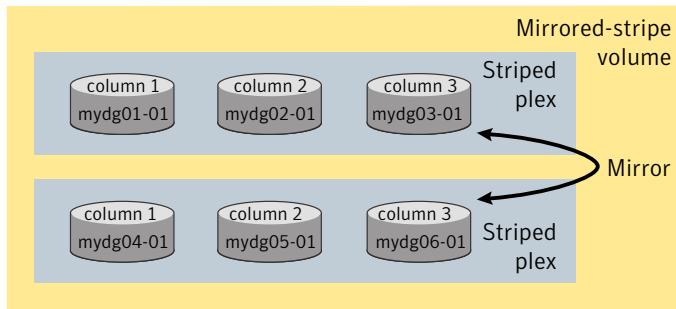 Mirrored-stripe
volume
column 1
column 2
column 3
Striped
plex
mydg01-01
mydg02-01
mydg03-01
Mirror
column 1
column 2
column 3
mydg04-01
mydg05-01
mydg06-01
Striped
plex